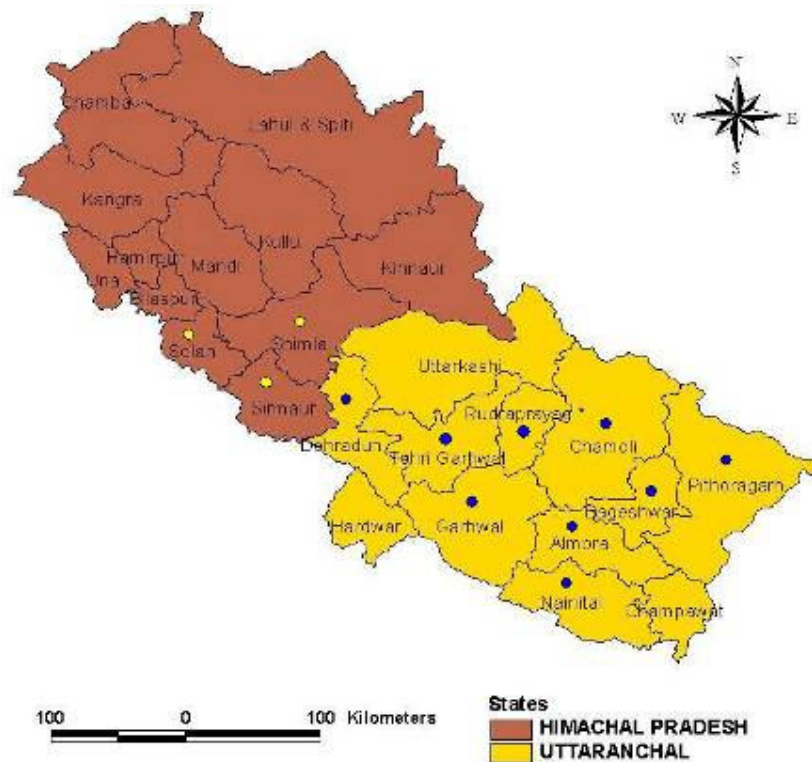 N
W E
S
Chamba
Lahul & Spiti
Kangra
Kullu
Hamirpur
Mandi
Kinnaur
Una
Bilaspur
Solan
Shimla
Uttarkashi
Sirmaur
Rudraprayag
Dehradun
Tehri Garhwal
Chamoli
Pithoragarh
Bageshwar
Hardwar
Garhwal
Almora
Nainital
Champawat
100 0 100 Kilometers
States
HIMACHAL PRADESH
UTTARANCHAL